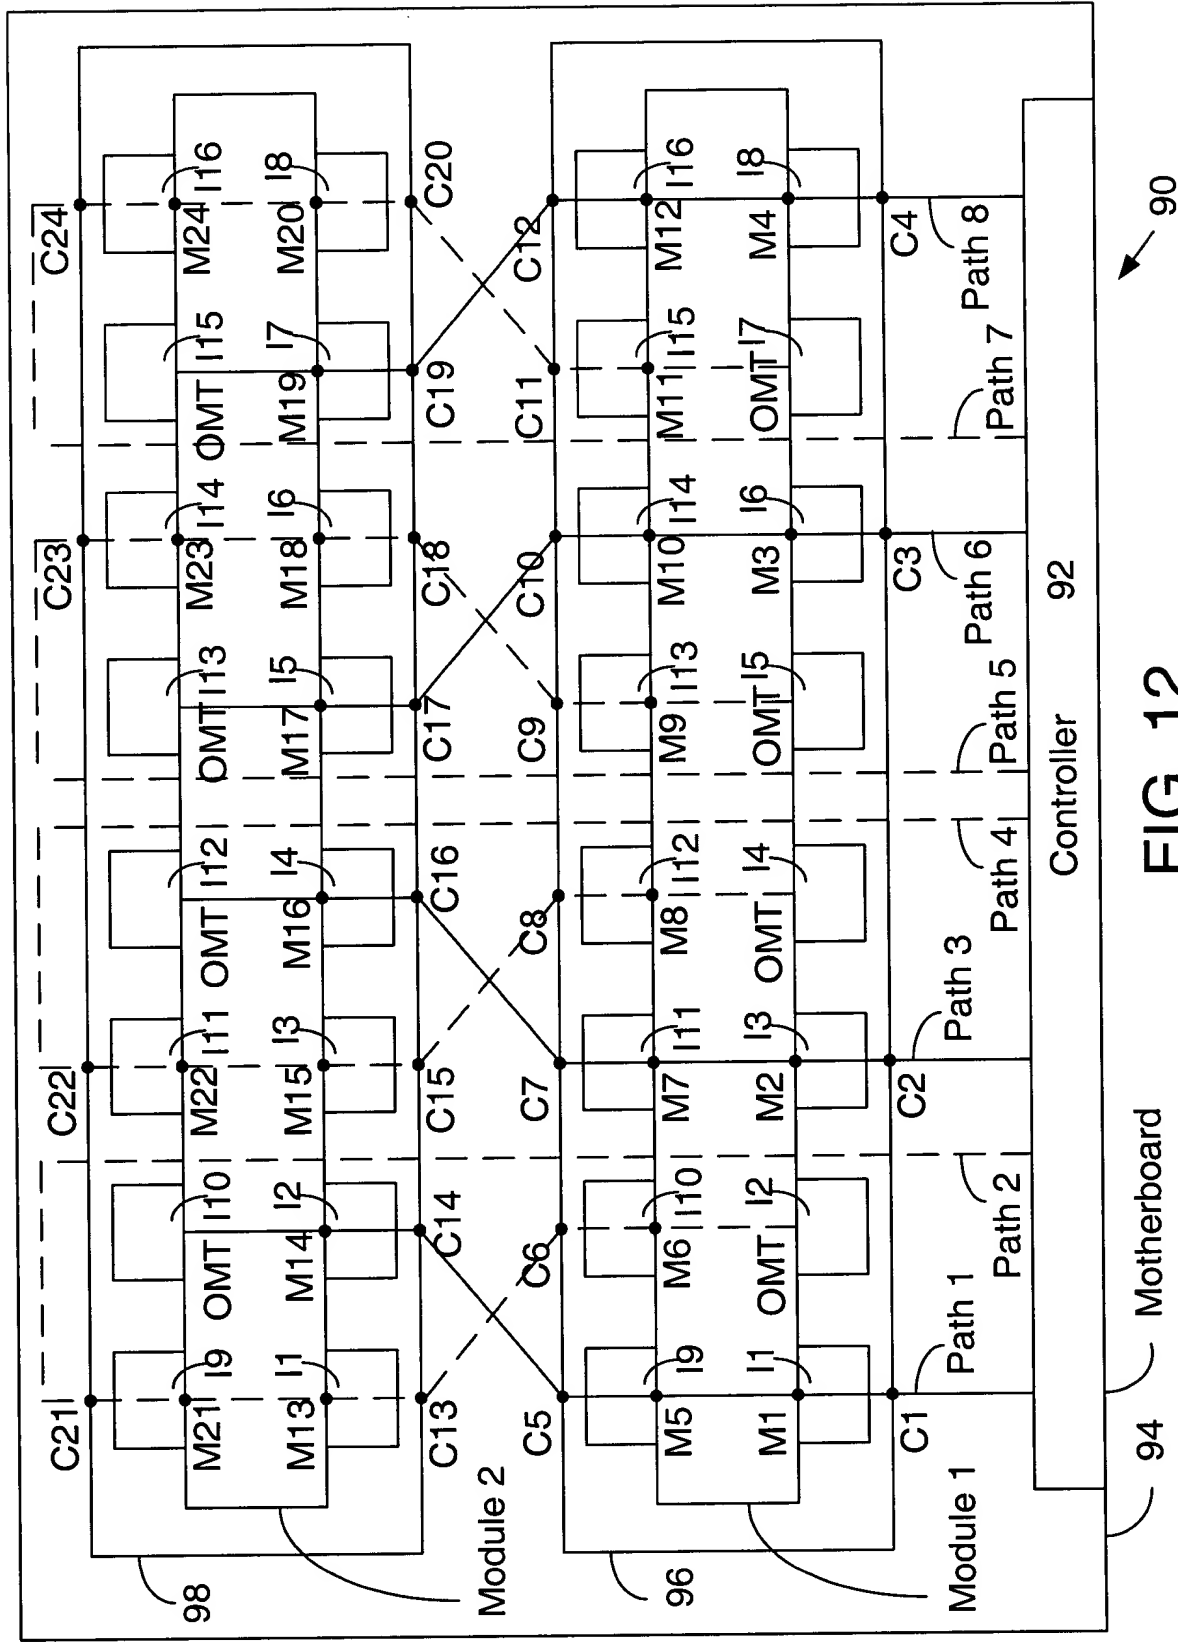 C21
C22
C23
C24
I9
I10
I11
I12
I13
I14
I15
I16
M21
OMT
M22
OMT
OMT
M23
OMT
M24
I1
I2
I3
I4
I5
I6
I7
I8
M13
M14
M15
M16
M17
M18
M19
M20
98
C13
C14
C15
C16
C17
C18
C19
C20
Module 2
C5
C6
C7
C8
C9
C10
C11
C12
I9
I10
I11
I12
I13
I14
I15
I16
M5
M6
M7
M8
M9
M10
M11
M12
I1
I2
I3
I4
I5
I6
I7
I8
M1
OMT
M2
OMT
OMT
M3
OMT
M4
96
C1
C2
C3
C4
Module 1
Path 1
Path 2
Path 3
Path 4
Path 5
Path 6
Path 7
Path 8
Controller 92
94
Motherboard
90
FIG. 12